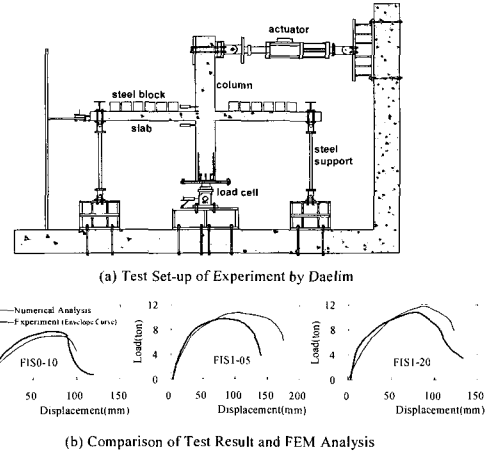 actuator
column
steel block
slab
steel
support
load cell
(a) Test Set-up of Experiment by Daelim
Numerical Analysis
Experiment (Envelope Curve)
FIS0-10
50 100 150
Displacement(mm)
Load(ton)
12
8
4
0
FIS1-05
0 50 100 150 200
Displacement(mm)
Load(ton)
12
8
4
0
FIS1-20
0 50 100 150
Displacement(mm)
(b) Comparison of Test Result and FEM Analysis